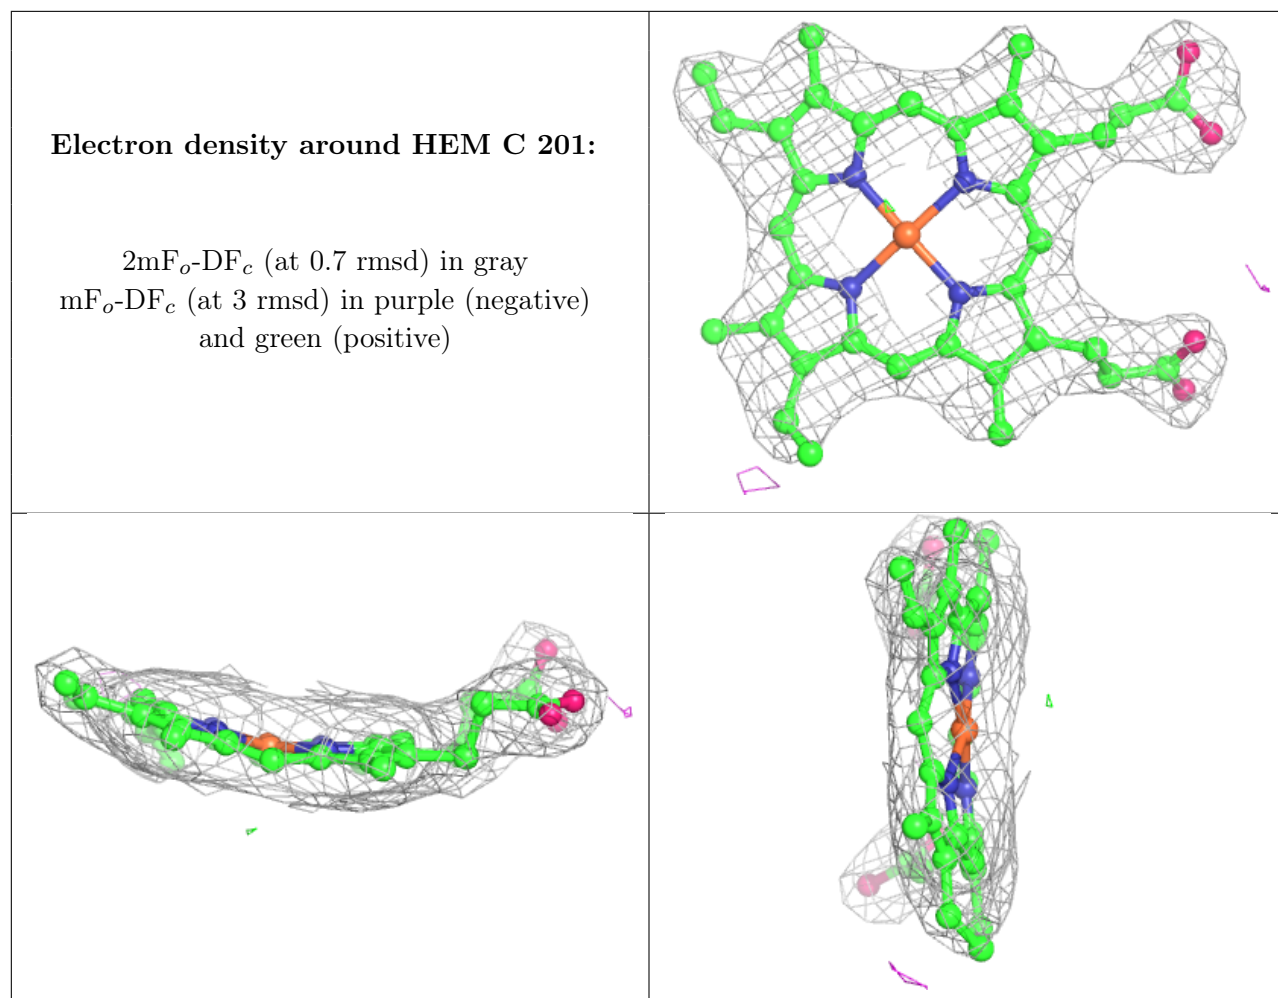 Electron density around HEM C 201:
2mFo-DFc (at 0.7 rmsd) in gray
mFo-DFc (at 3 rmsd) in purple (negative)
and green (positive)